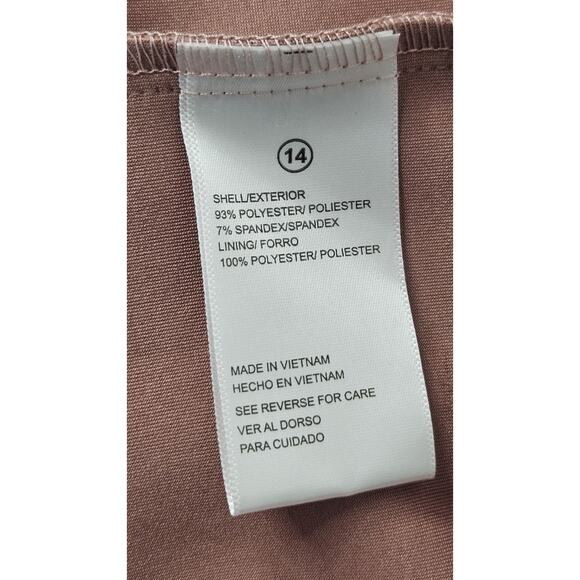 14
SHELL/EXTERIOR
93% POLYESTER/ POLIESTER
7% SPANDEX/SPANDEX
LINING/ FORRO
100% POLYESTER/ POLIESTER
MADE IN VIETNAM
HECHO EN VIETNAM
SEE REVERSE FOR CARE
VER AL DORSO
PARA CUIDADO